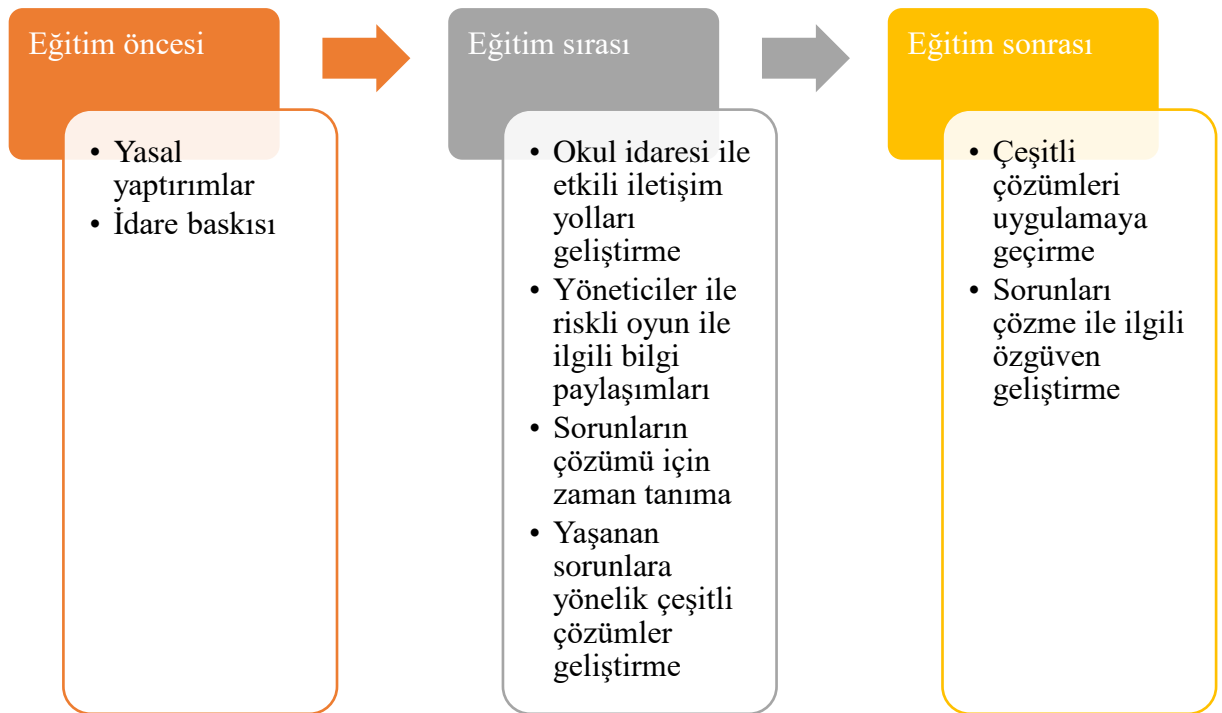 Eğitim öncesi
• Yasal
yaptırımlar
• İdare baskısı
Eğitim sırası
• Okul idaresi ile
etkili iletişim
yolları
geliştirme
• Yöneticiler ile
riskli oyun ile
ilgili bilgi
paylaşımları
• Sorunların
çözümü için
zaman tanıma
• Yaşanan
sorunlara
yönelik çeşitli
çözümler
geliştirme
Eğitim sonrası
• Çeşitli
çözümleri
uygulamaya
geçirme
• Sorunları
çözme ile ilgili
özgüven
geliştirme